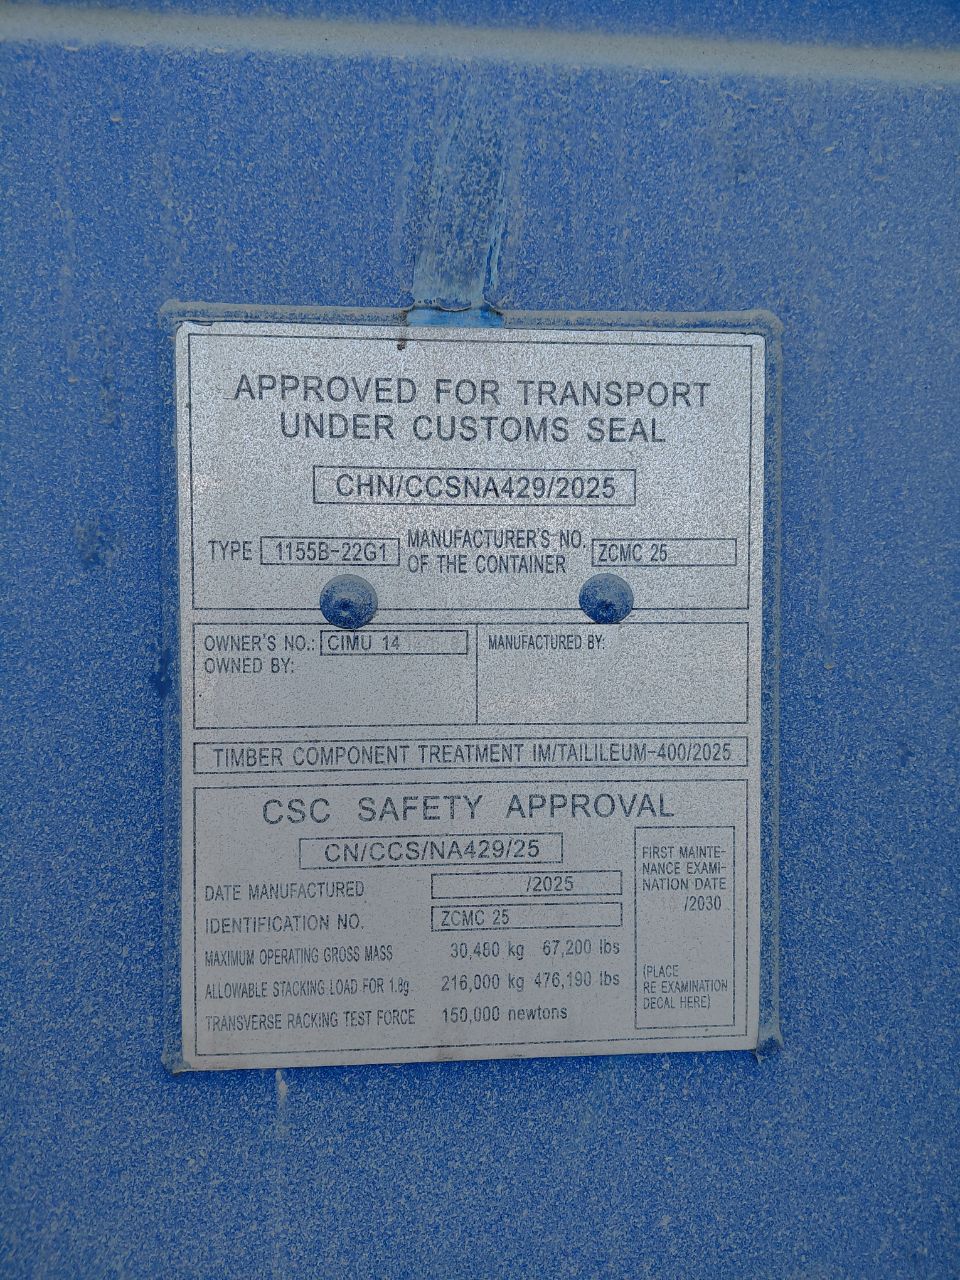 APPROVED FOR TRANSPORT
UNDER CUSTOMS SEAL
CHN/CCSNA429/2025
TYPE 1155B-22G1 MANUFACTURER'S NO. OF THE CONTAINER ZCMC 25
OWNER'S NO.: CIMU 14
OWNED BY:
MANUFACTURED BY:
TIMBER COMPONENT TREATMENT IM/TAILILEUM-400/2025
CSC SAFETY APPROVAL
CN/CCS/NA429/25
DATE MANUFACTURED /2025
IDENTIFICATION NO. ZCMC 25
MAXIMUM OPERATING GROSS MASS 30,480 kg 67,200 lbs
ALLOWABLE STACKING LOAD FOR 1.8g 216,000 kg 476,190 lbs
TRANSVERSE RACKING TEST FORCE 150,000 newtons
FIRST MAINTE-
NANCE EXAMI-
NATION DATE
/2030
(PLACE
RE EXAMINATION
DECAL HERE)